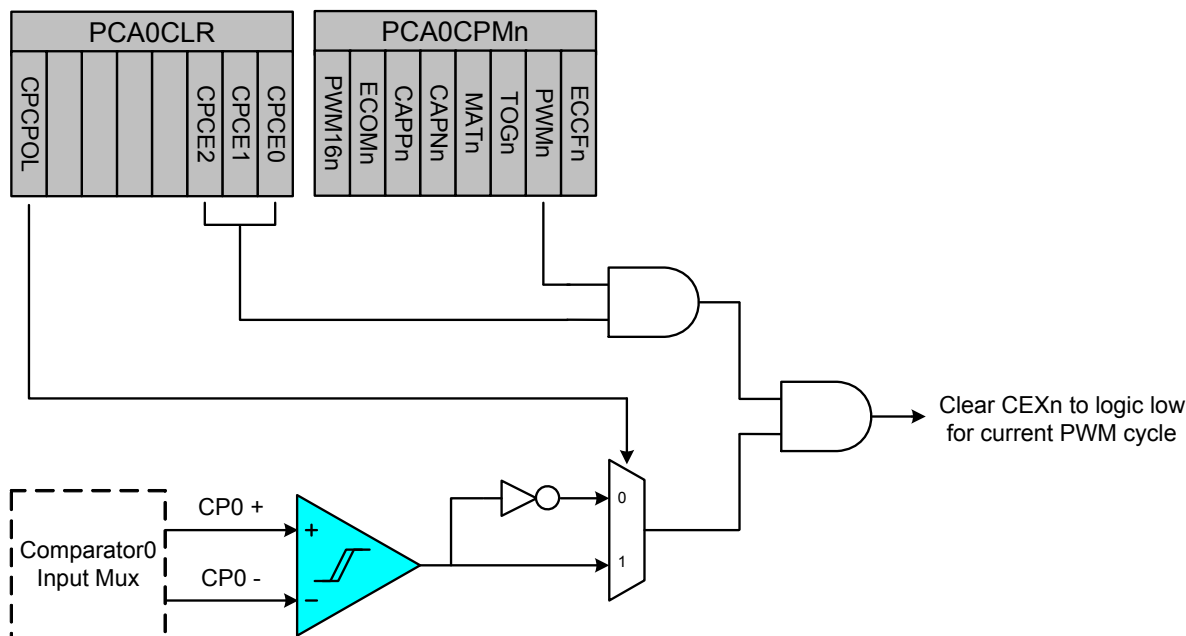 PCA0CLR
CPCPOL
CPCE2
CPCE1
CPCE0
PCA0CPMn
PWM16n
ECOMn
CAPPn
CAPNn
MATn
TOGn
PWMn
ECCFn
Clear CEXn to logic low
for current PWM cycle
0
1
CP0 +
CP0 -
+
−
Comparator0
Input Mux